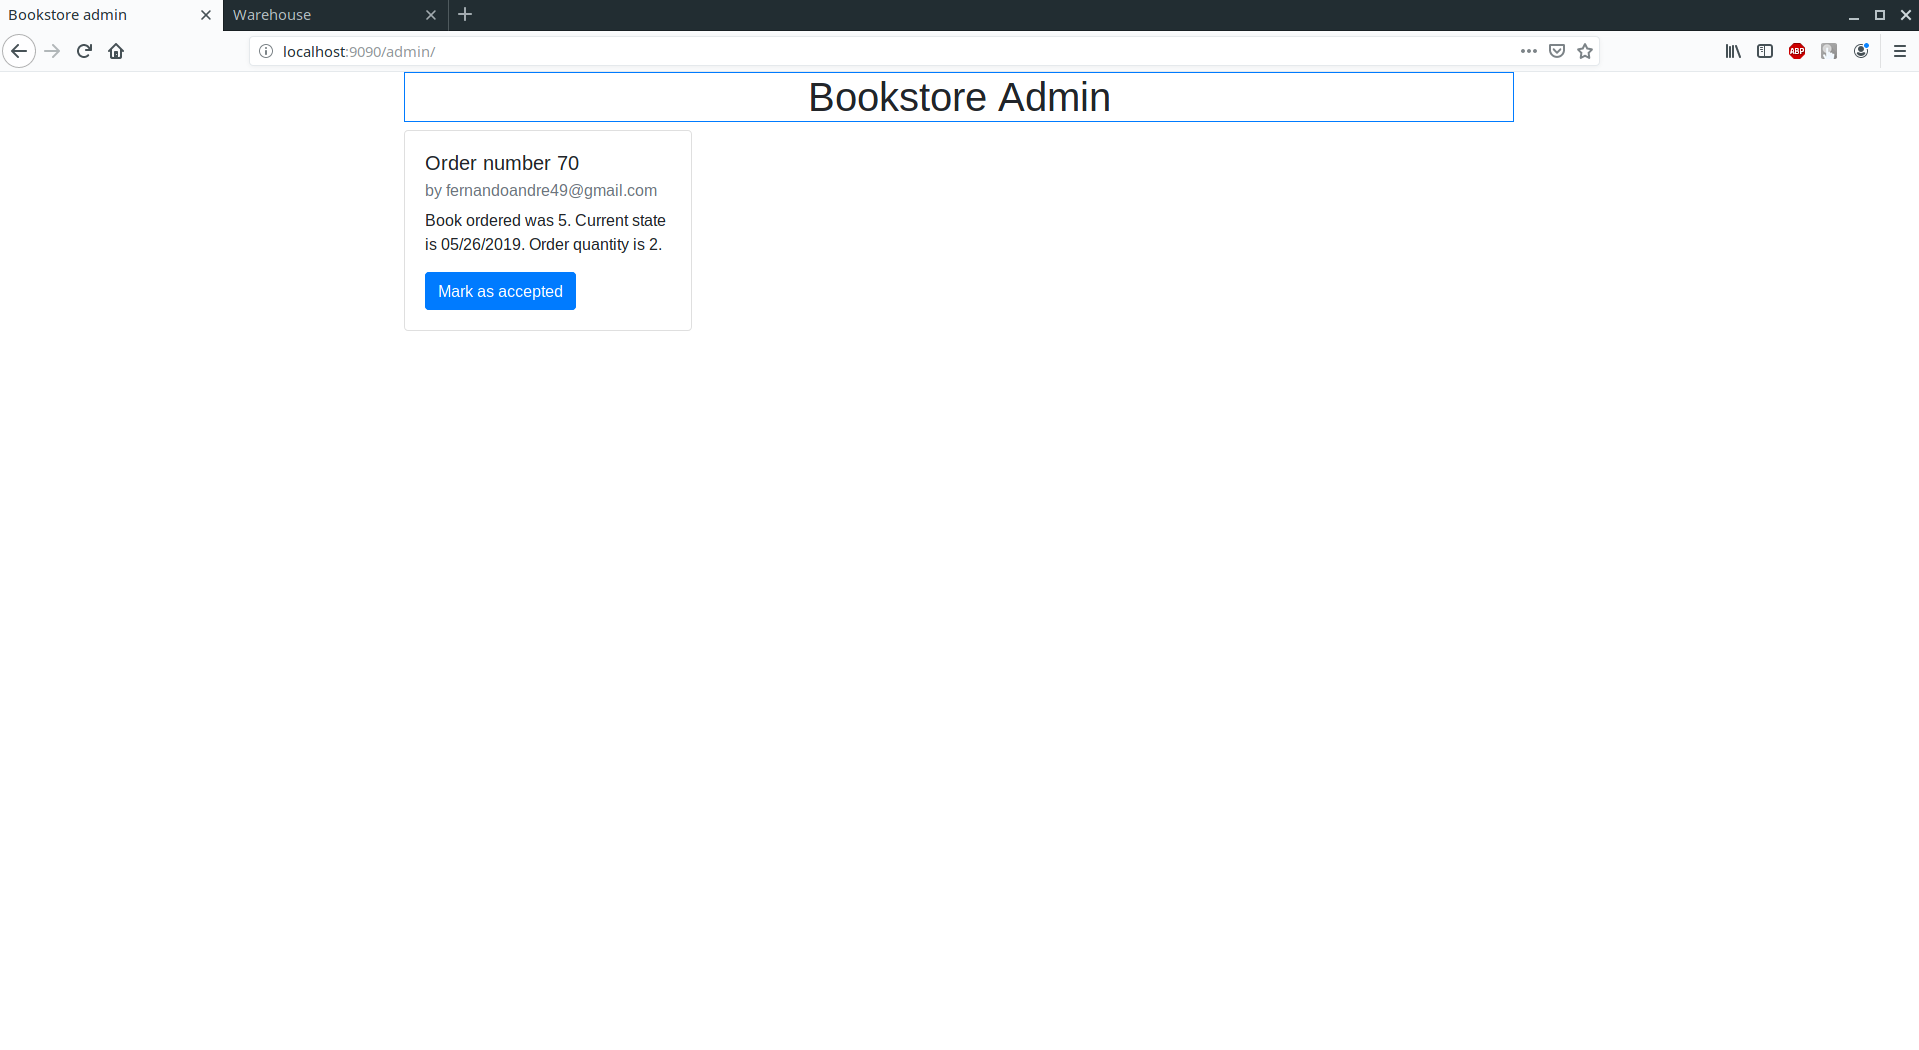 Bookstore admin
Warehouse
localhost:9090/admin/
ABP
Bookstore Admin
Order number 70
by fernandoandre49@gmail.com
Book ordered was 5. Current state
is 05/26/2019. Order quantity is 2.
Mark as accepted